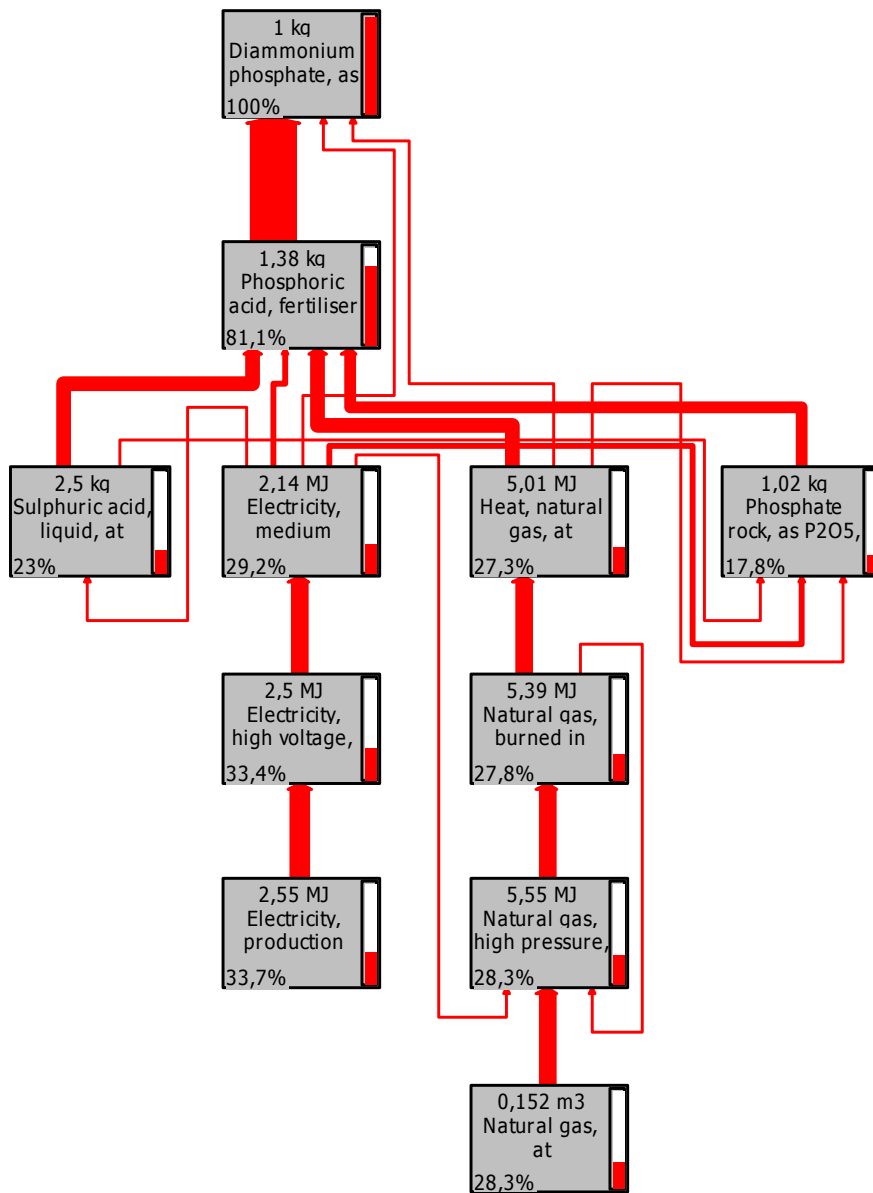 1 kg
Diammonium
phosphate, as
100%
1,38 kg
Phosphoric
acid, fertiliser
81,1%
2,5 kg
Sulphuric acid,
liquid, at
23%
2,14 MJ
Electricity,
medium
29,2%
5,01 MJ
Heat, natural
gas, at
27,3%
1,02 kg
Phosphate
rock, as P2O5,
17,8%
2,5 MJ
Electricity,
high voltage,
33,4%
5,39 MJ
Natural gas,
burned in
27,8%
2,55 MJ
Electricity,
production
33,7%
5,55 MJ
Natural gas,
high pressure,
28,3%
0,152 m3
Natural gas,
at
28,3%